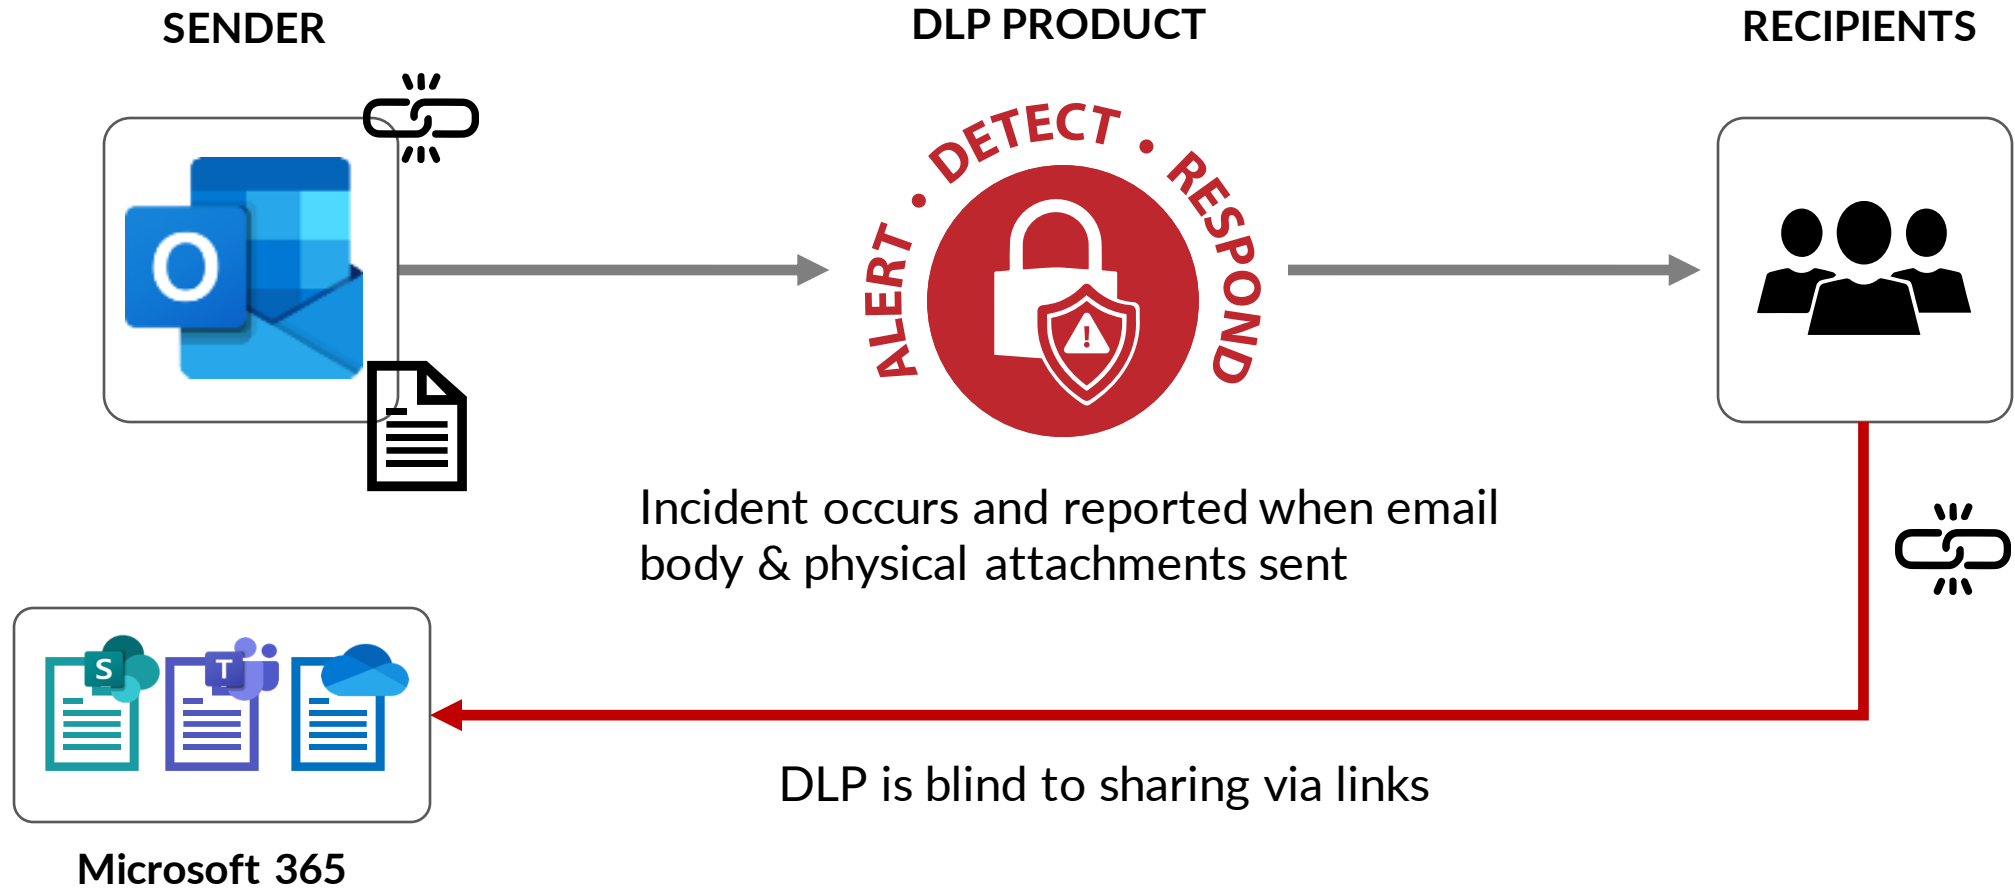 SENDER
DLP PRODUCT
RECIPIENTS
ALERT • DETECT • RESPOND
O
!
Incident occurs and reported when email
body & physical attachments sent
S
T
DLP is blind to sharing via links
Microsoft 365